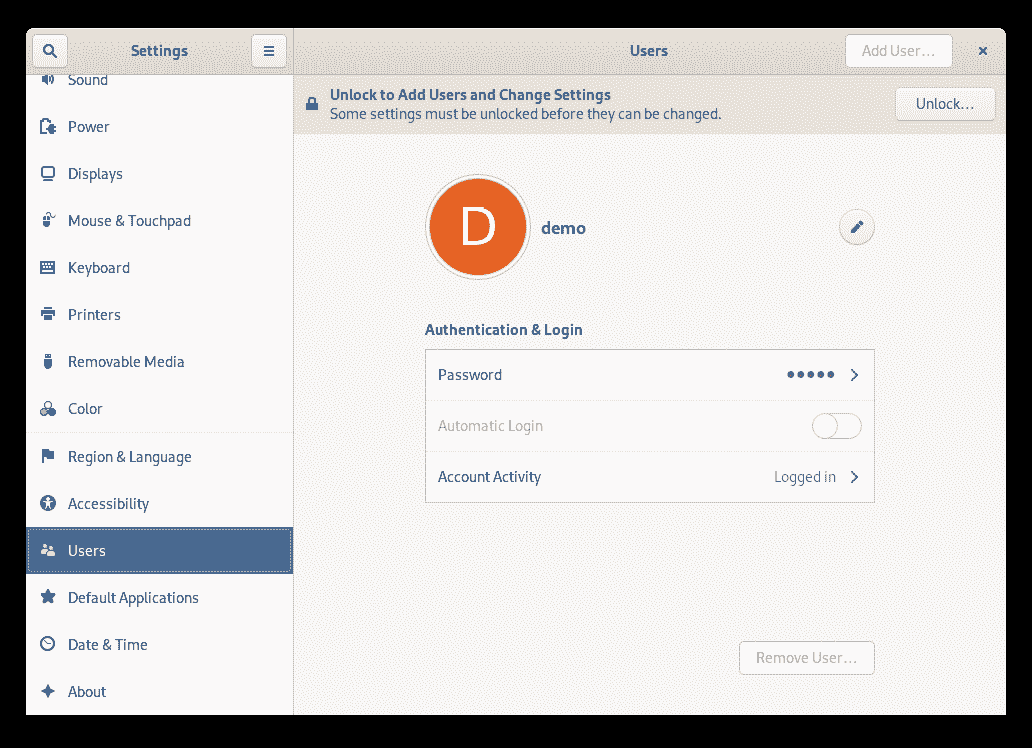 Settings
Users
Add User...
Sound
Power
Displays
Mouse & Touchpad
Keyboard
Printers
Removable Media
Color
Region & Language
Accessibility
Users
Default Applications
Date & Time
About
Unlock to Add Users and Change Settings
Some settings must be unlocked before they can be changed.
Unlock...
D
demo
Authentication & Login
Password
Automatic Login
Account Activity Logged in
Remove User...